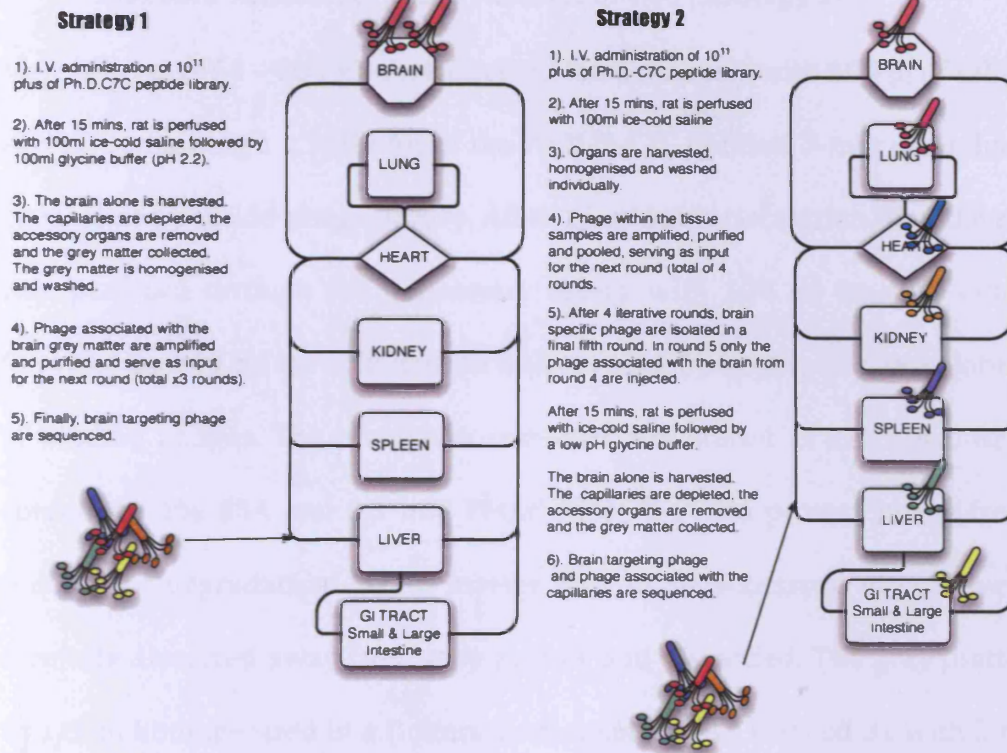 Strategy 1
1). I.V. administration of 10¹¹
pfus of Ph.D.C7C peptide library.
2). After 15 mins, rat is perfused
with 100ml ice-cold saline followed by
100ml glycine buffer (pH 2.2).
3). The brain alone is harvested.
The capillaries are depleted, the
accessory organs are removed
and the grey matter collected.
The grey matter is homogenised
and washed.
4). Phage associated with the
brain grey matter are amplified
and purified and serve as input
for the next round (total x3 rounds).
5). Finally, brain targeting phage
are sequenced.
BRAIN
LUNG
HEART
KIDNEY
SPLEEN
LIVER
GI TRACT
Small & Large
Intestine
Strategy 2
1). I.V. administration of 10¹¹
pfus of Ph.D.-C7C peptide library.
2). After 15 mins, rat is perfused
with 100ml ice-cold saline
3). Organs are harvested,
homogenised and washed
individually.
4). Phage within the tissue
samples are amplified, purified
and pooled, serving as input
for the next round (total of 4
rounds.
5). After 4 iterative rounds, brain
specific phage are isolated in a
final fifth round. In round 5 only the
phage associated with the brain from
round 4 are injected.
After 15 mins, rat is perfused
with ice-cold saline followed by
a low pH glycine buffer.
The brain alone is harvested.
The capillaries are depleted, the
accessory organs are removed
and the grey matter collected.
6). Brain targeting phage
and phage associated with the
capillaries are sequenced.
BRAIN
LUNG
HEART
KIDNEY
SPLEEN
LIVER
GI TRACT
Small & Large
Intestine